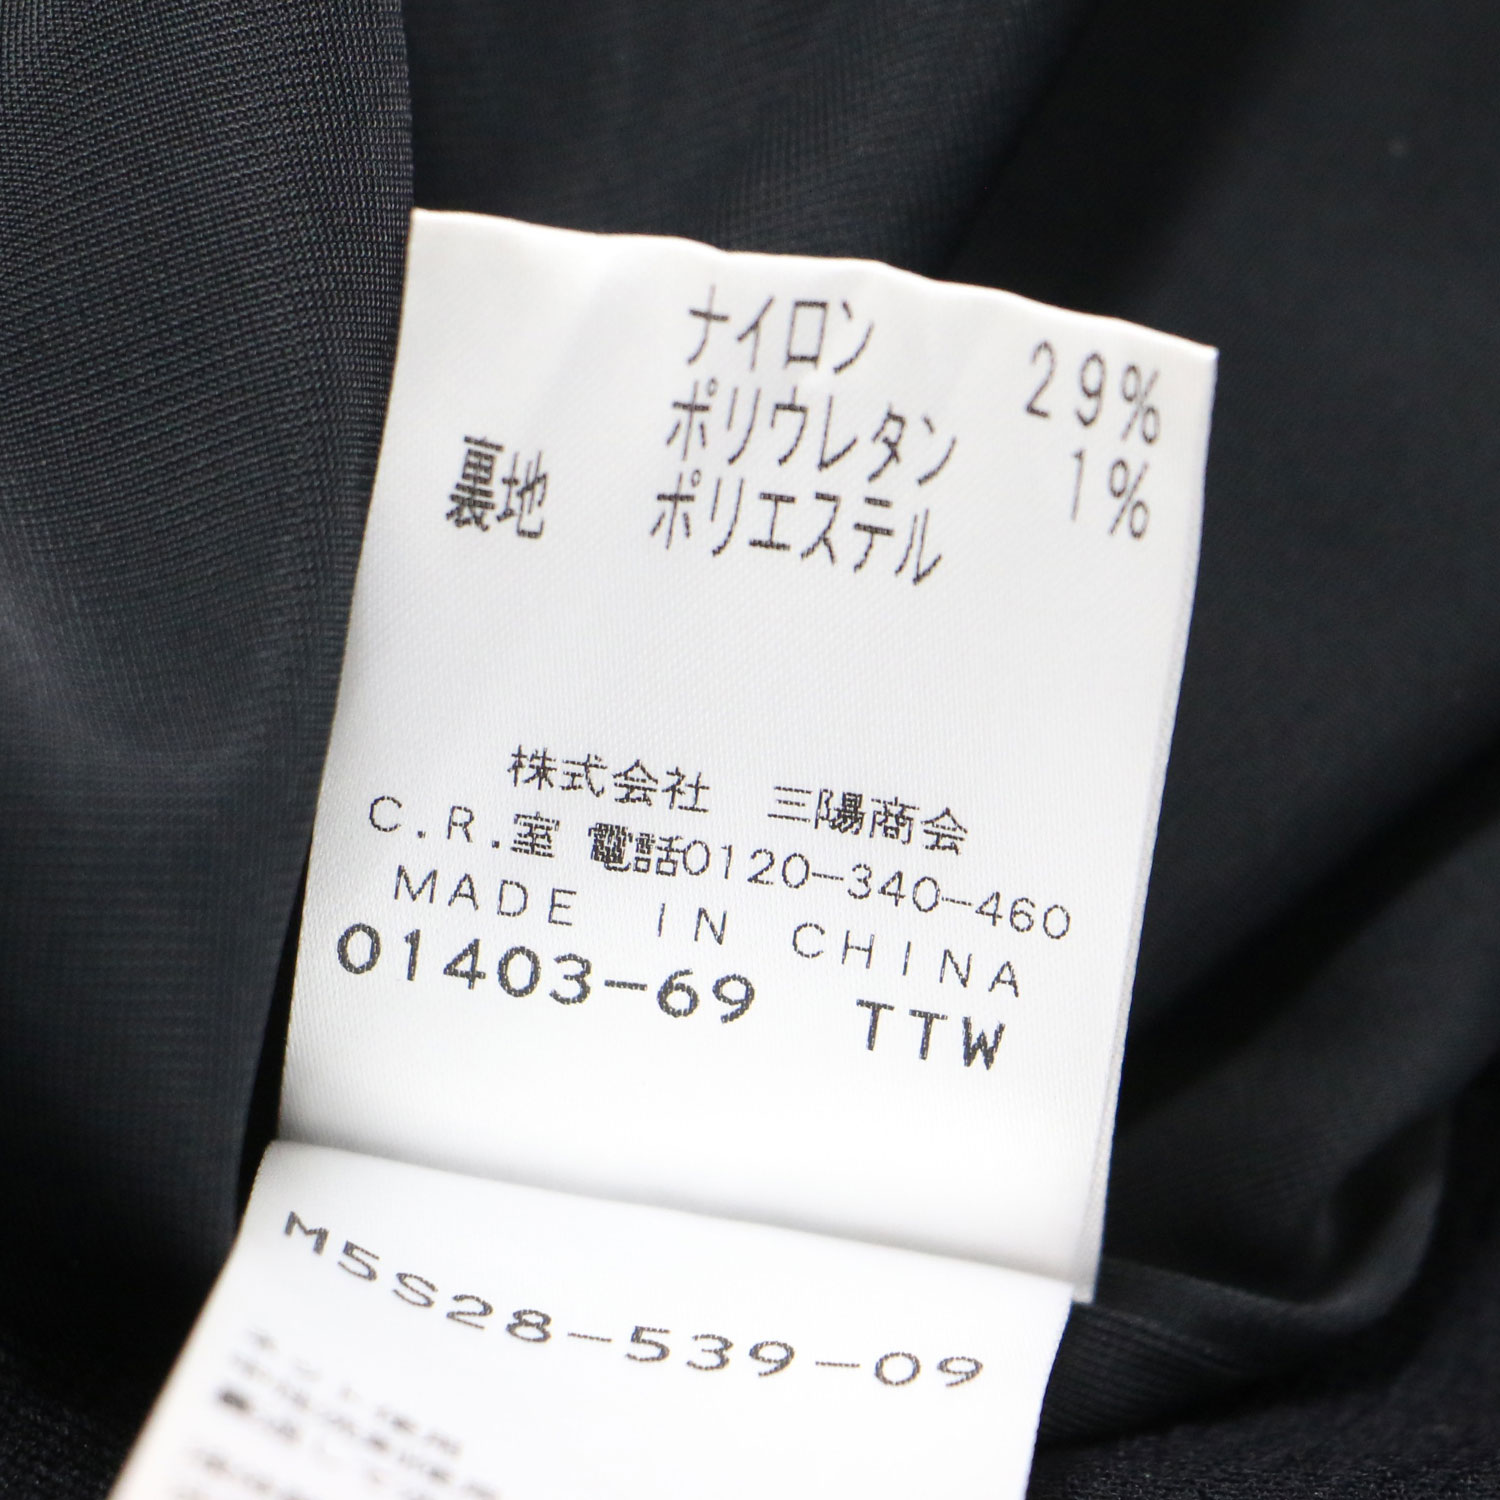 ナイロン 29%
ポリウレタン 1%
裏地 ポリエステル
株式会社 三陽商会
C.R.室 電話0120-340-460
MADE IN CHINA
01403-69 TTW
M5S28-539-09